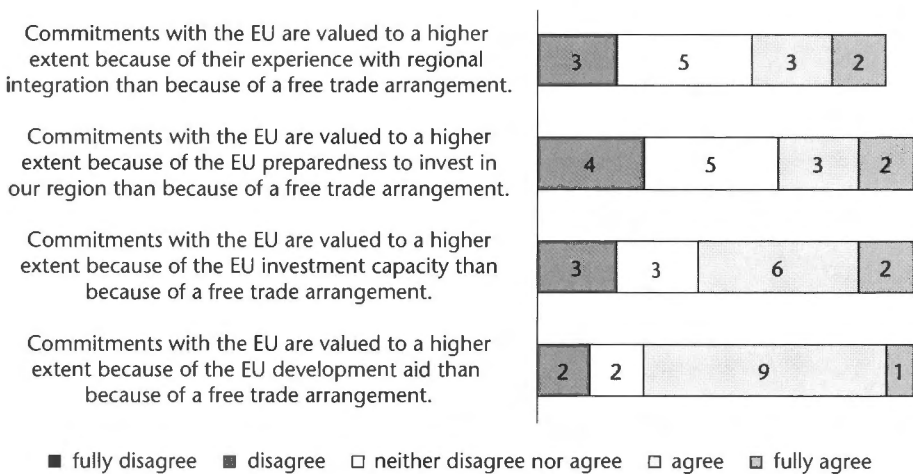 Commitments with the EU are valued to a higher
extent because of their experience with regional
integration than because of a free trade arrangement.
3 5 3 2
Commitments with the EU are valued to a higher
extent because of the EU preparedness to invest in
our region than because of a free trade arrangement.
4 5 3 2
Commitments with the EU are valued to a higher
extent because of the EU investment capacity than
because of a free trade arrangement.
3 3 6 2
Commitments with the EU are valued to a higher
extent because of the EU development aid than
because of a free trade arrangement.
2 2 9 1
fully disagree disagree neither disagree nor agree agree fully agree